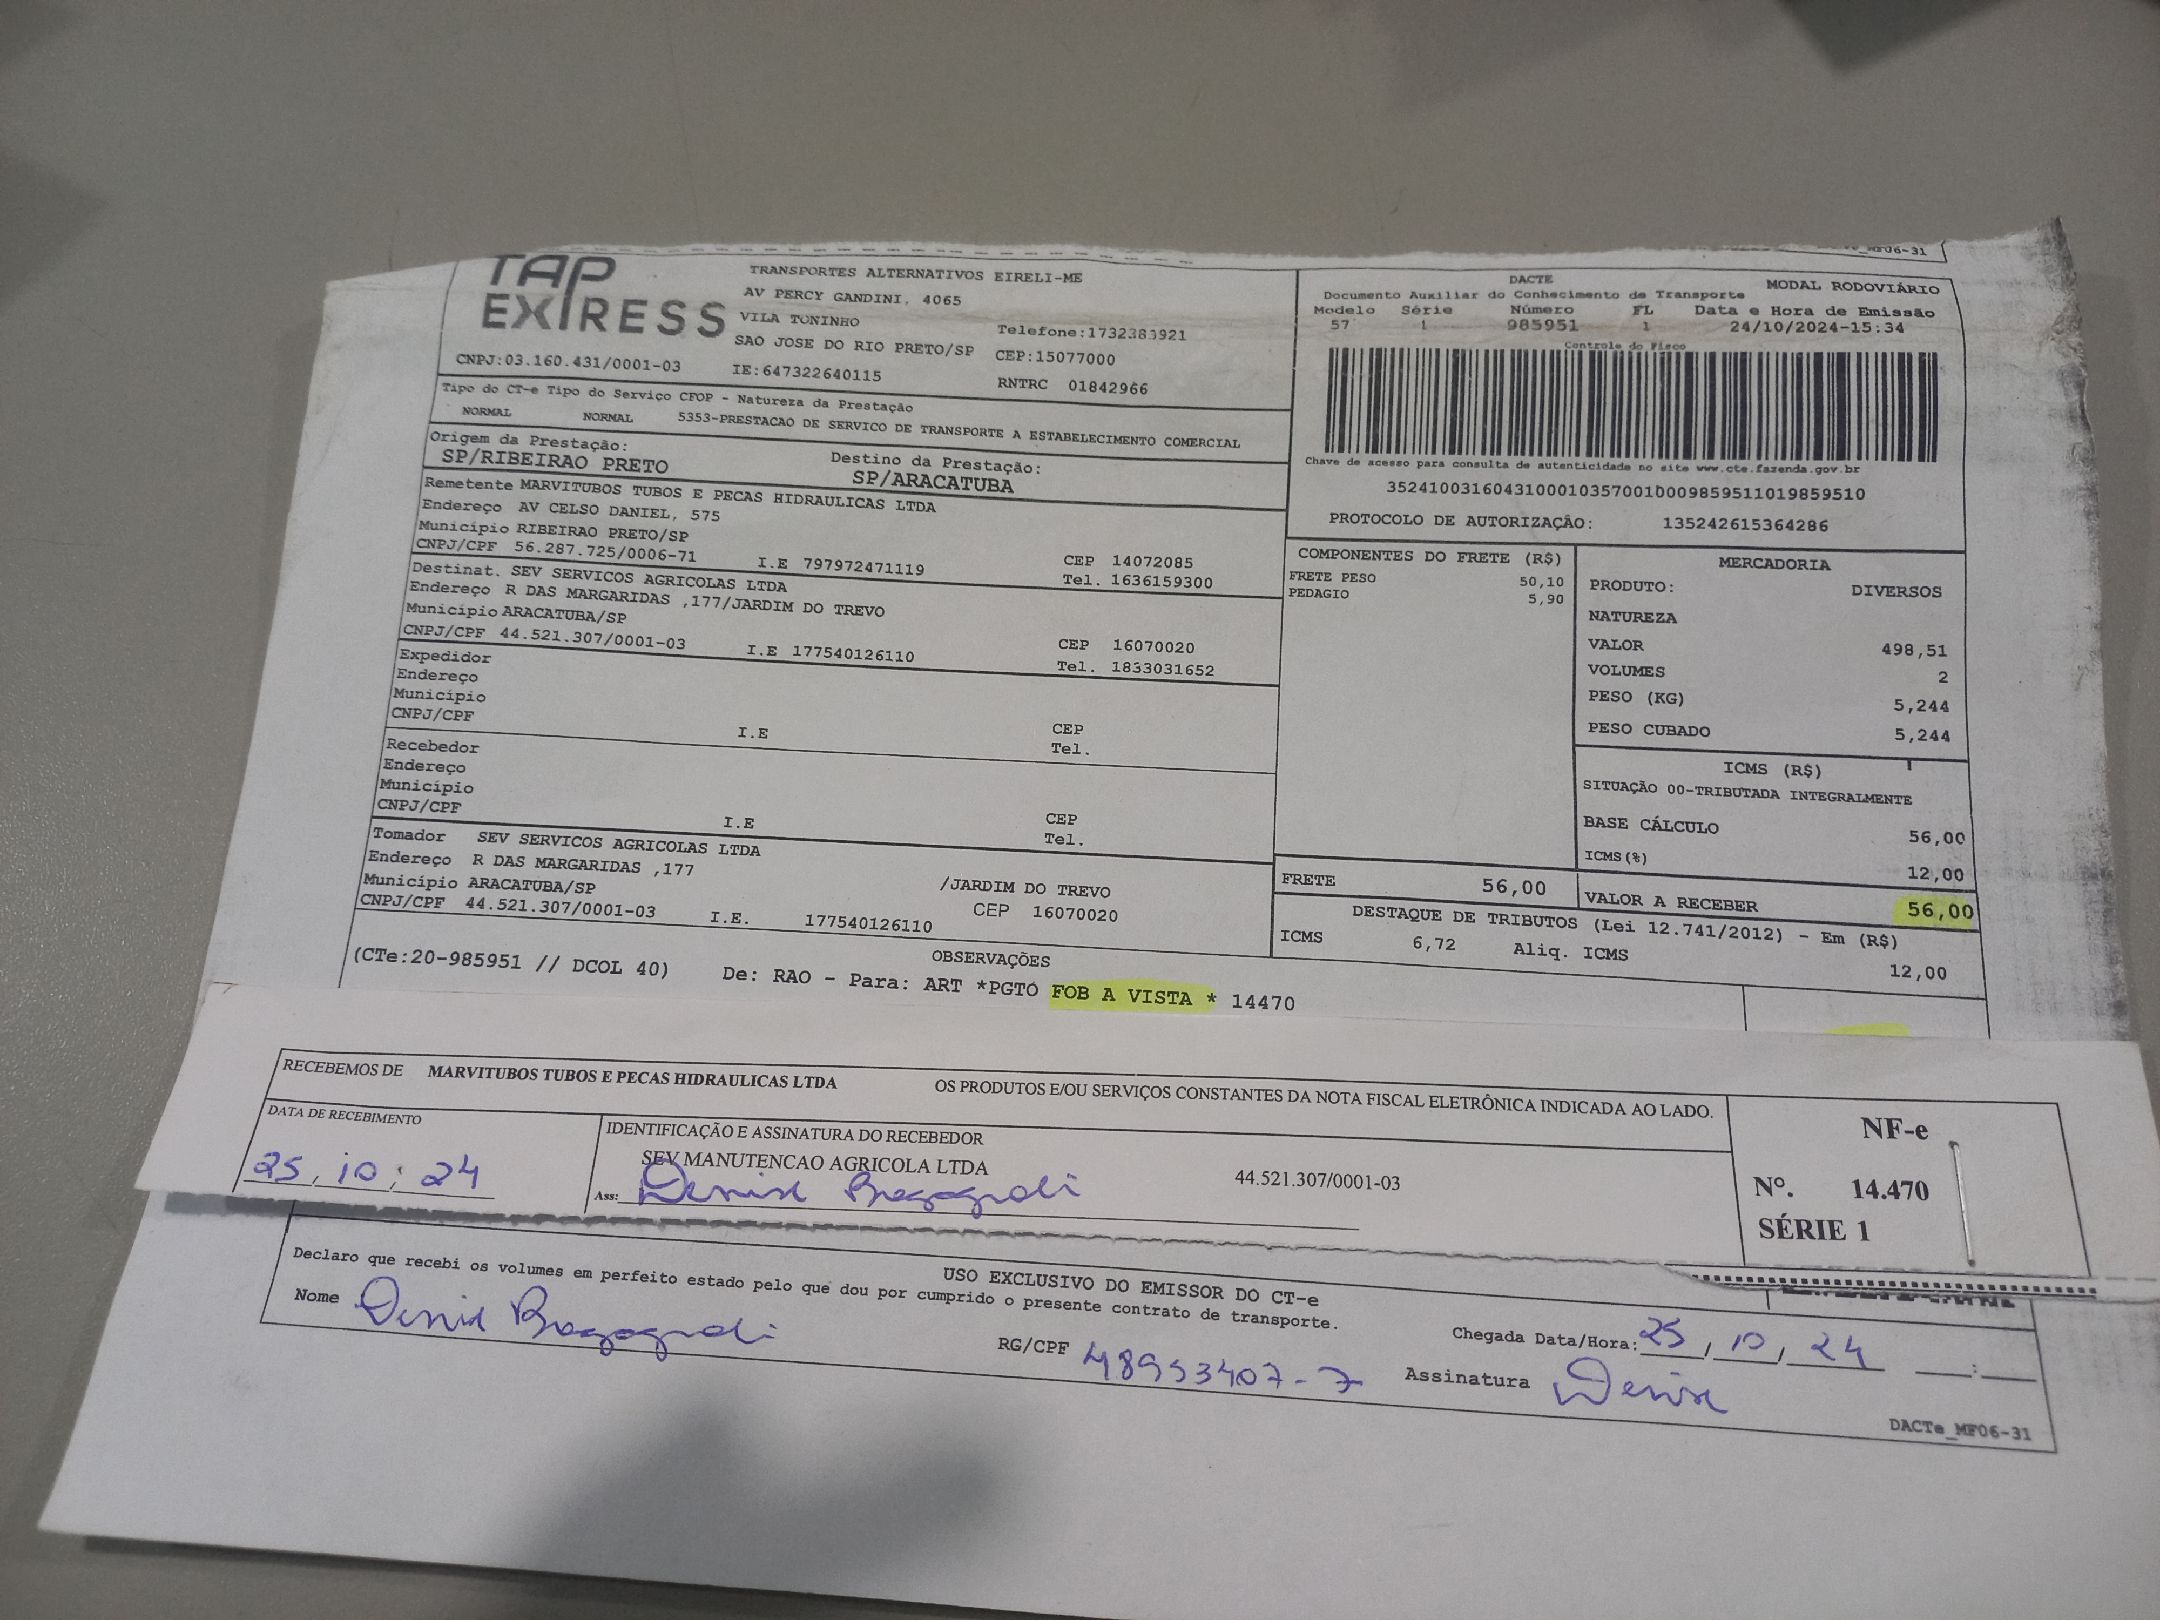 MF06-31
TAP EXPRESS
TRANSPORTES ALTERNATIVOS EIRELI-ME
AV PERCY GANDINI, 4065
VILA TONINHO
Telefone:1732383921
SAO JOSE DO RIO PRETO/SP CEP:15077000
CNPJ:03.160.431/0001-03 IE:647322640115 RNTRC 01842966
DACTE MODAL RODOVIÁRIO
Documento Auxiliar do Conhecimento de Transporte
Modelo Série Número FL Data e Hora de Emissão
57 1 985951 1 24/10/2024-15:34
Controle do Fisco
Chave de acesso para consulta de autenticidade no site www.cte.fazenda.gov.br
35241003160431000103570010009859511019859510
PROTOCOLO DE AUTORIZAÇÃO: 135242615364286
Tipo do CT-e Tipo do Serviço CFOP - Natureza da Prestação
NORMAL NORMAL 5353-PRESTACAO DE SERVICO DE TRANSPORTE A ESTABELECIMENTO COMERCIAL
Origem da Prestação: Destino da Prestação:
SP/RIBEIRAO PRETO SP/ARACATUBA
Remetente MARVITUBOS TUBOS E PECAS HIDRAULICAS LTDA
Endereço AV CELSO DANIEL, 575
Município RIBEIRAO PRETO/SP CEP 14072085
CNPJ/CPF 56.287.725/0006-71 I.E 797972471119 Tel. 1636159300
Destinat. SEV SERVICOS AGRICOLAS LTDA
Endereço R DAS MARGARIDAS ,177/JARDIM DO TREVO
Município ARACATUBA/SP CEP 16070020
CNPJ/CPF 44.521.307/0001-03 I.E 177540126110 Tel. 1833031652
Expedidor
Endereço
Município CEP
CNPJ/CPF I.E Tel.
Recebedor
Endereço
Município CEP
CNPJ/CPF I.E Tel.
Tomador SEV SERVICOS AGRICOLAS LTDA
Endereço R DAS MARGARIDAS ,177 /JARDIM DO TREVO
Município ARACATUBA/SP CEP 16070020
CNPJ/CPF 44.521.307/0001-03 I.E. 177540126110
COMPONENTES DO FRETE (R$)
FRETE PESO 50,10
PEDAGIO 5,90
MERCADORIA
PRODUTO: DIVERSOS
NATUREZA
VALOR 498,51
VOLUMES 2
PESO (KG) 5,244
PESO CUBADO 5,244
ICMS (R$)
SITUAÇÃO 00-TRIBUTADA INTEGRALMENTE
BASE CÁLCULO 56,00
ICMS(%) 12,00
FRETE 56,00 VALOR A RECEBER 56,00
DESTAQUE DE TRIBUTOS (Lei 12.741/2012) - Em (R$)
ICMS 6,72 Aliq. ICMS 12,00
OBSERVAÇÕES
(CTe:20-985951 // DCOL 40) De: RAO - Para: ART *PGTO FOB A VISTA * 14470
RECEBEMOS DE MARVITUBOS TUBOS E PECAS HIDRAULICAS LTDA OS PRODUTOS E/OU SERVIÇOS CONSTANTES DA NOTA FISCAL ELETRÔNICA INDICADA AO LADO.
DATA DE RECEBIMENTO
25, 10, 24
IDENTIFICAÇÃO E ASSINATURA DO RECEBEDOR
SEV MANUTENCAO AGRICOLA LTDA 44.521.307/0001-03
Ass:
NF-e
Nº. 14.470
SÉRIE 1
USO EXCLUSIVO DO EMISSOR DO CT-e
Declaro que recebi os volumes em perfeito estado pelo que dou por cumprido o presente contrato de transporte.
Nome
RG/CPF 48953407-7
Chegada Data/Hora: 25, 10, 24 :
Assinatura Denise
DACTe_MF06-31